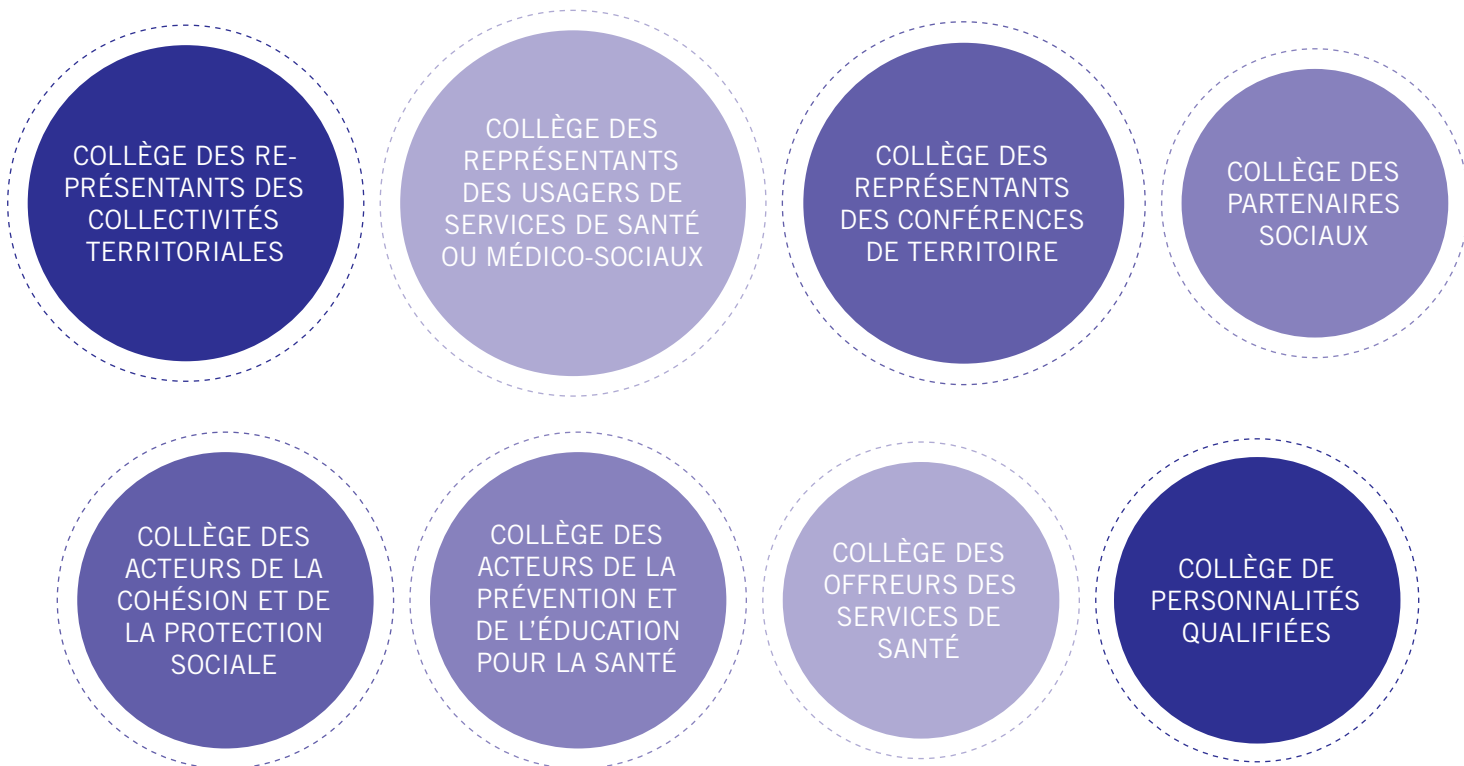 COLLÈGE DES RE-
PRÉSENTANTS DES
COLLECTIVITÉS
TERRITORIALES
COLLÈGE DES
REPRÉSENTANTS
DES USAGERS DE
SERVICES DE SANTÉ
OU MÉDICO-SOCIAUX
COLLÈGE DES
REPRÉSENTANTS
DES CONFÉRENCES
DE TERRITOIRE
COLLÈGE DES
PARTENAIRES
SOCIAUX
COLLÈGE DES
ACTEURS DE LA
COHÉSION ET DE
LA PROTECTION
SOCIALE
COLLÈGE DES
ACTEURS DE LA
PRÉVENTION ET
DE L'ÉDUCATION
POUR LA SANTÉ
COLLÈGE DES
OFFREURS DES
SERVICES DE
SANTÉ
COLLÈGE DE
PERSONNALITÉS
QUALIFIÉES